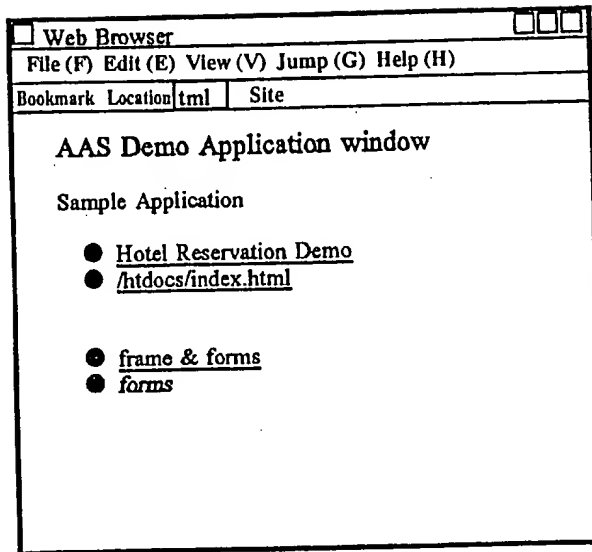 Web Browser
File (F) Edit (E) View (V) Jump (G) Help (H)
Bookmark Location tml Site
AAS Demo Application window
Sample Application
Hotel Reservation Demo
/htdocs/index.html
frame & forms
forms